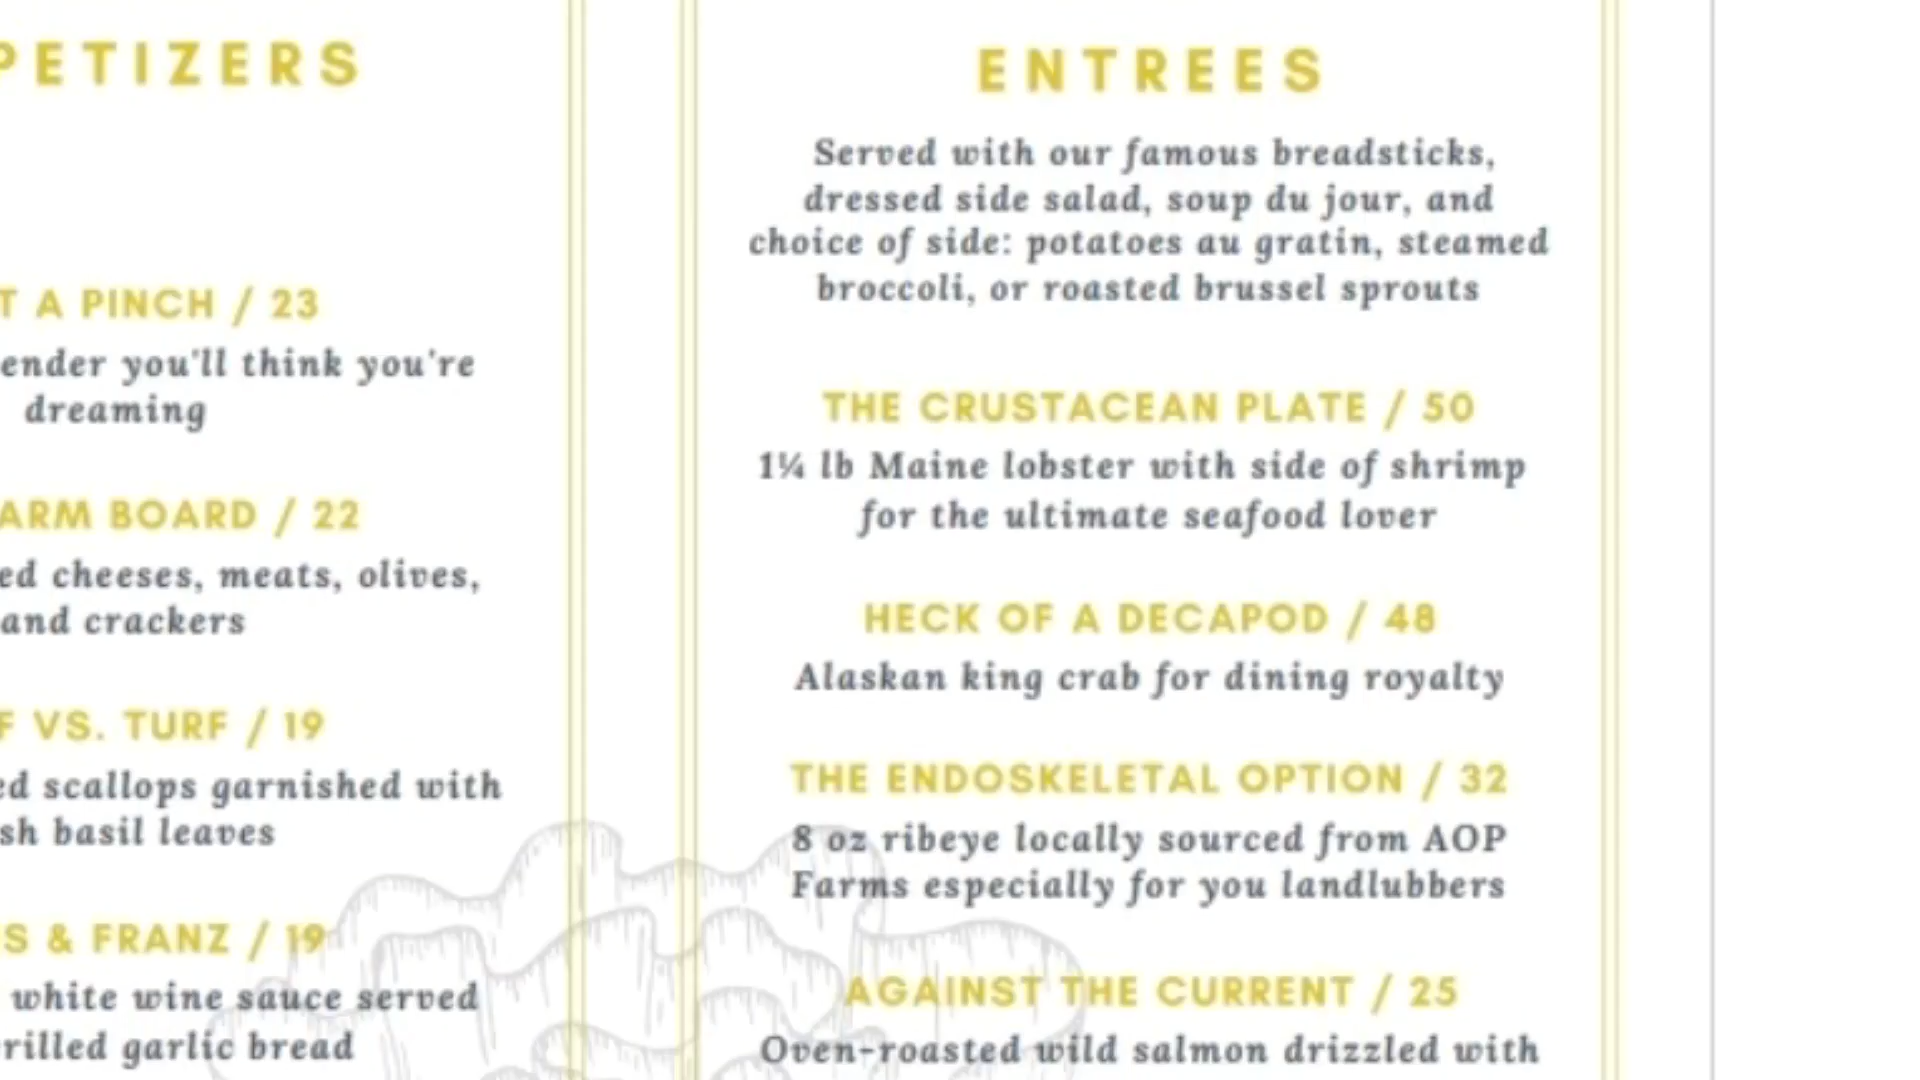 PETIZERS
T A PINCH / 23
ender you'll think you're
dreaming
ARM BOARD / 22
ed cheeses, meats, olives,
and crackers
F VS. TURF / 19
ed scallops garnished with
sh basil leaves
S & FRANZ / 19
white wine sauce served
rilled garlic bread
ENTREES
Served with our famous breadsticks,
dressed side salad, soup du jour, and
choice of side: potatoes au gratin, steamed
broccoli, or roasted brussel sprouts
THE CRUSTACEAN PLATE / 50
1¼ lb Maine lobster with side of shrimp
for the ultimate seafood lover
HECK OF A DECAPOD / 48
Alaskan king crab for dining royalty
THE ENDOSKELETAL OPTION / 32
8 oz ribeye locally sourced from AOP
Farms especially for you landlubbers
AGAINST THE CURRENT / 25
Oven-roasted wild salmon drizzled with